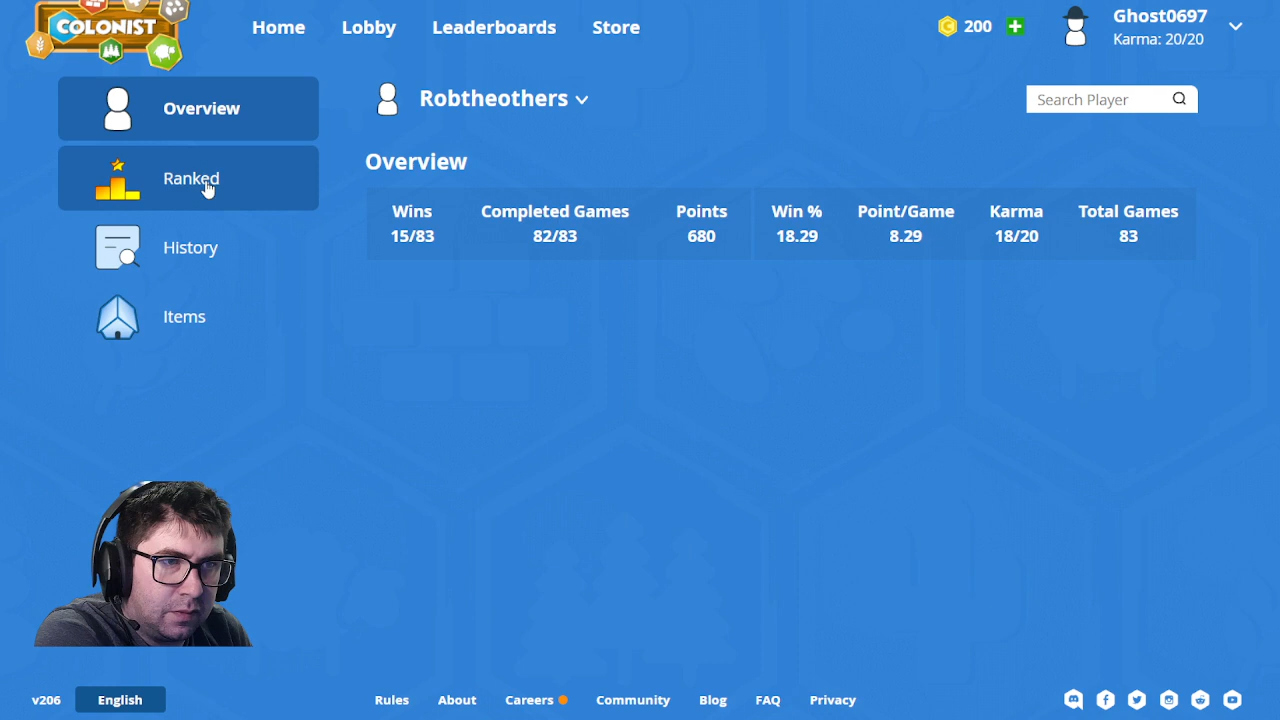 COLONIST
Home Lobby Leaderboards Store
200
Ghost0697
Karma: 20/20
Overview
Ranked
History
Items
Robtheothers
Search Player
Overview
Wins Completed Games Points Win % Point/Game Karma Total Games
15/83 82/83 680 18.29 8.29 18/20 83
v206 English Rules About Careers Community Blog FAQ Privacy